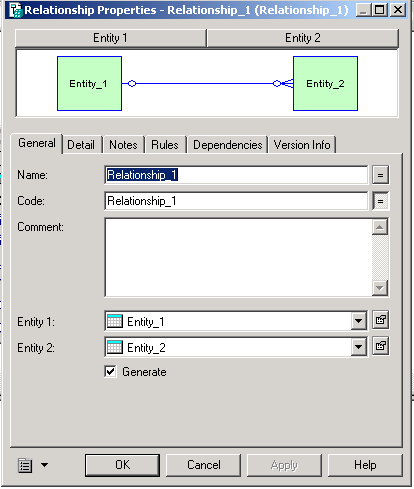 Relationship Properties - Relationship_1 (Relationship_1)
Entity 1 Entity 2
Entity_1 Entity_2
General Detail Notes Rules Dependencies Version Info
Name: Relationship_1 =
Code: Relationship_1 =
Comment:
Entity 1: Entity_1
Entity 2: Entity_2
Generate
OK Cancel Apply Help